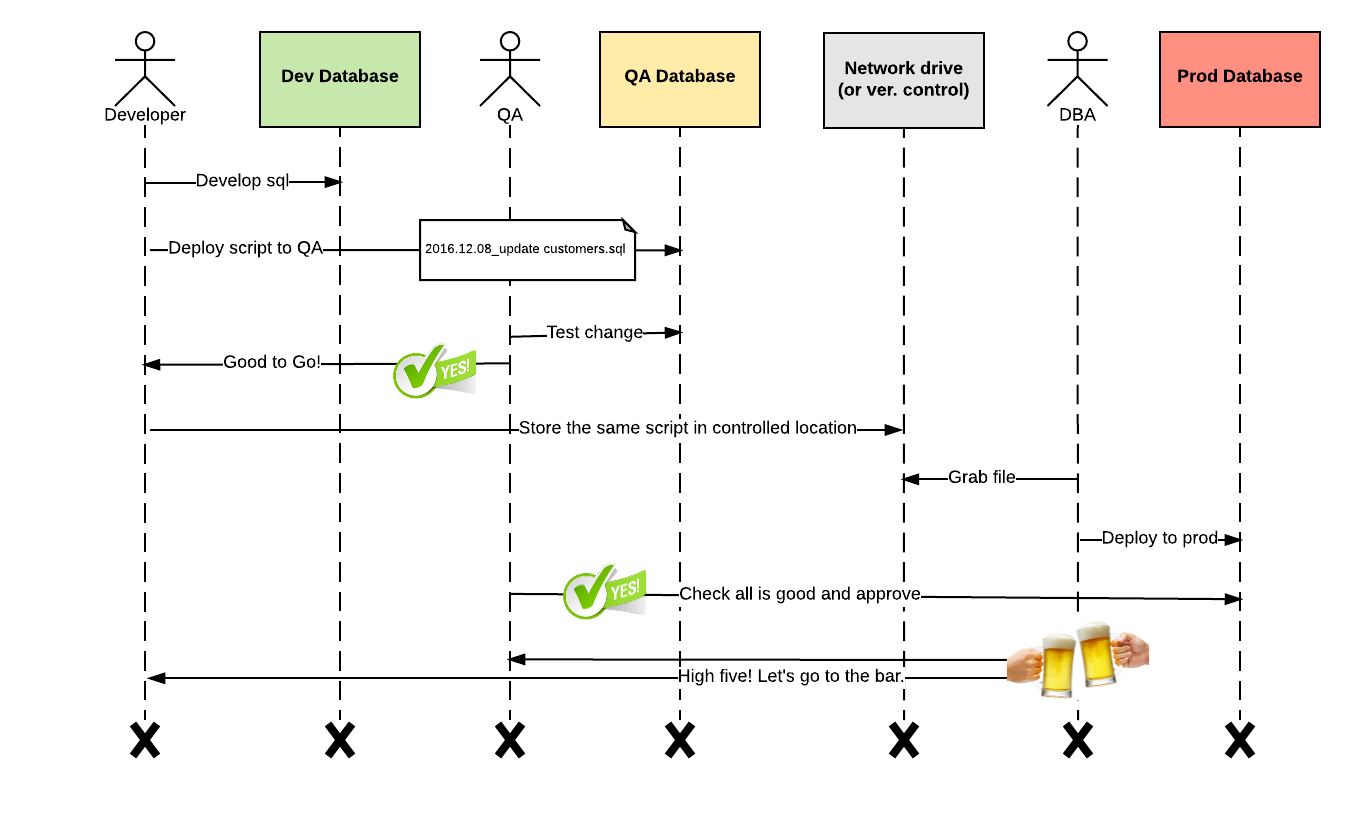 Developer
Dev Database
QA
QA Database
Network drive
(or ver. control)
DBA
Prod Database
Develop sql
Deploy script to QA
2016.12.08_update customers.sql
Test change
Good to Go!
YES!
Store the same script in controlled location
Grab file
Deploy to prod
YES!
Check all is good and approve
High five! Let's go to the bar.